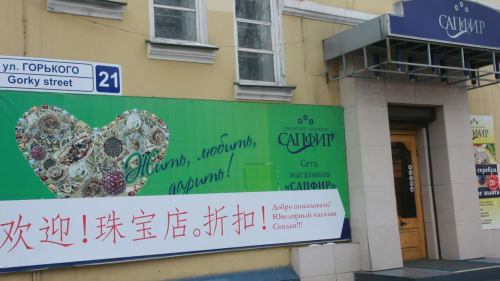 ул. ГОРЬКОГО
Gorky street
21
САПФИР
Жить, любить,
дарить!
САПФИР
Сеть
магазинов
"САПФИР"
欢迎!珠宝店。折扣!
Добро пожаловать!
Ювелирный магазин
Скидки!!!